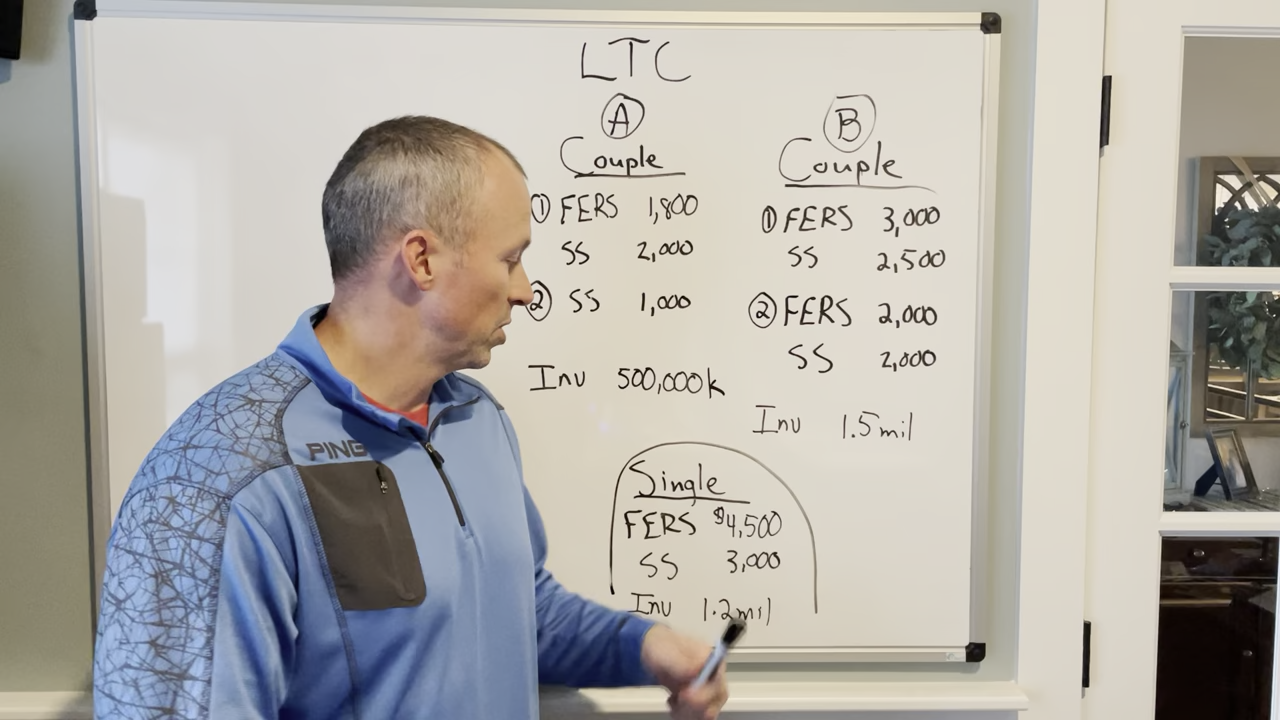 LTC
A
Couple
① FERS 1,800
SS 2,000
② SS 1,000
Inv 500,000k
B
Couple
① FERS 3,000
SS 2,500
② FERS 2,000
SS 2,000
Inv 1.5mil
Single
FERS $4,500
SS 3,000
Inv 1.2mil
PING